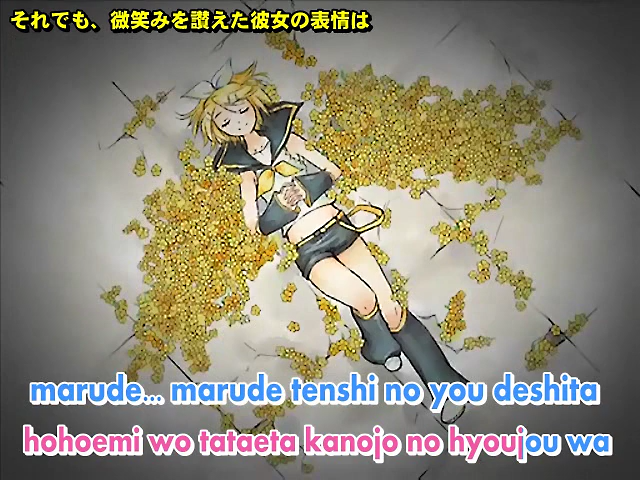 それでも、微笑みを讃えた彼女の表情は
marude... marude tenshi no you deshita
hohoemi wo tataeta kanojo no hyoujou wa